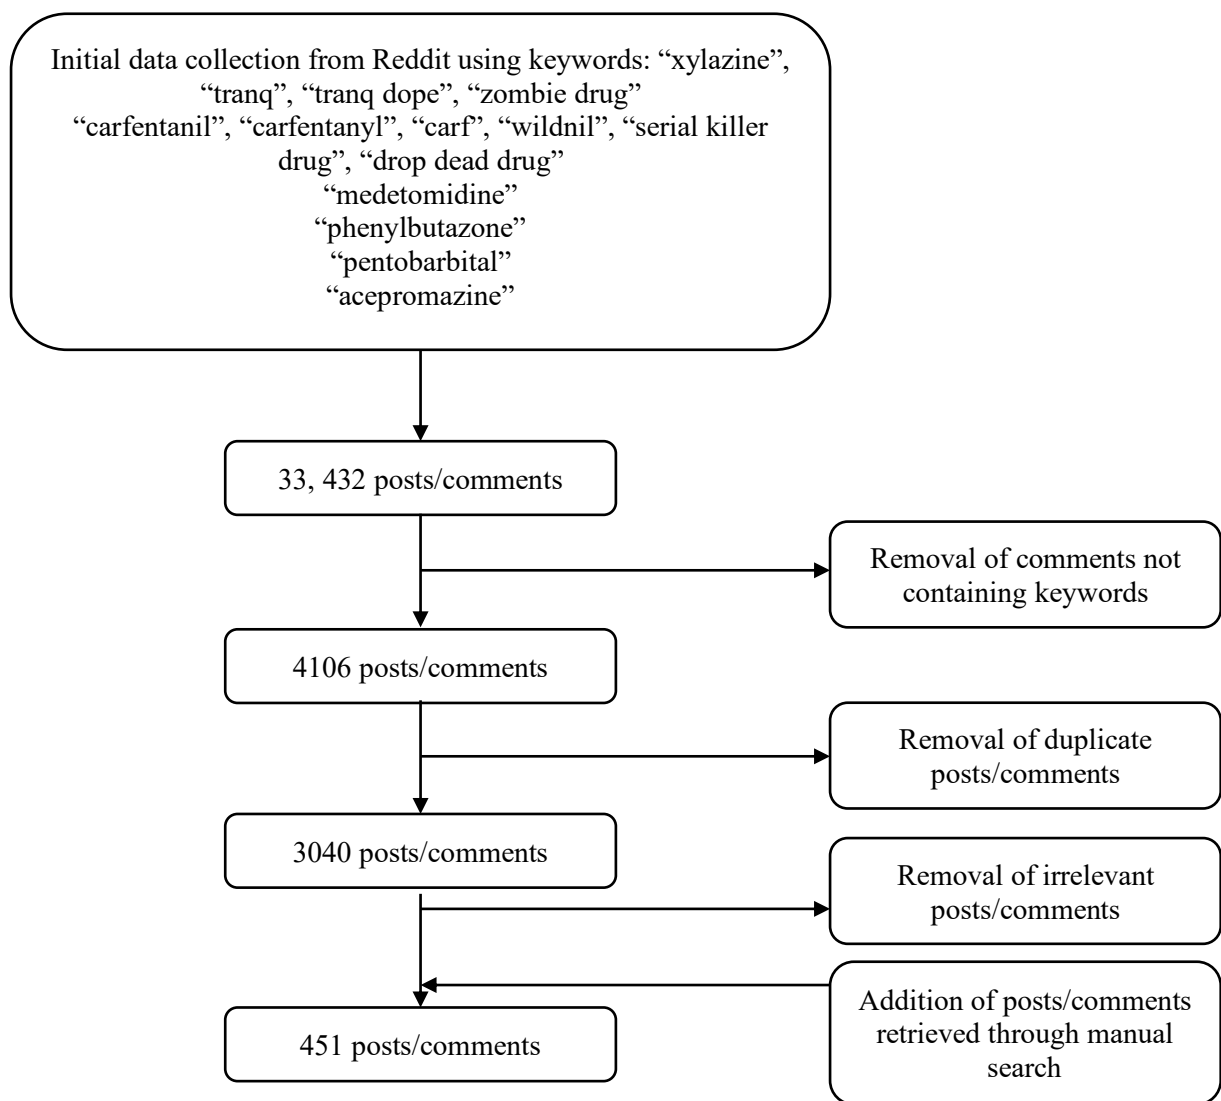 Initial data collection from Reddit using keywords: “xylazine”,
“tranq”, “tranq dope”, “zombie drug”
“carfentanil”, “carfentanyl”, “carf”, “wildnil”, “serial killer
drug”, “drop dead drug”
“medetomidine”
“phenylbutazone”
“pentobarbital”
“acepromazine”
33, 432 posts/comments
Removal of comments not
containing keywords
4106 posts/comments
Removal of duplicate
posts/comments
3040 posts/comments
Removal of irrelevant
posts/comments
Addition of posts/comments
retrieved through manual
search
451 posts/comments